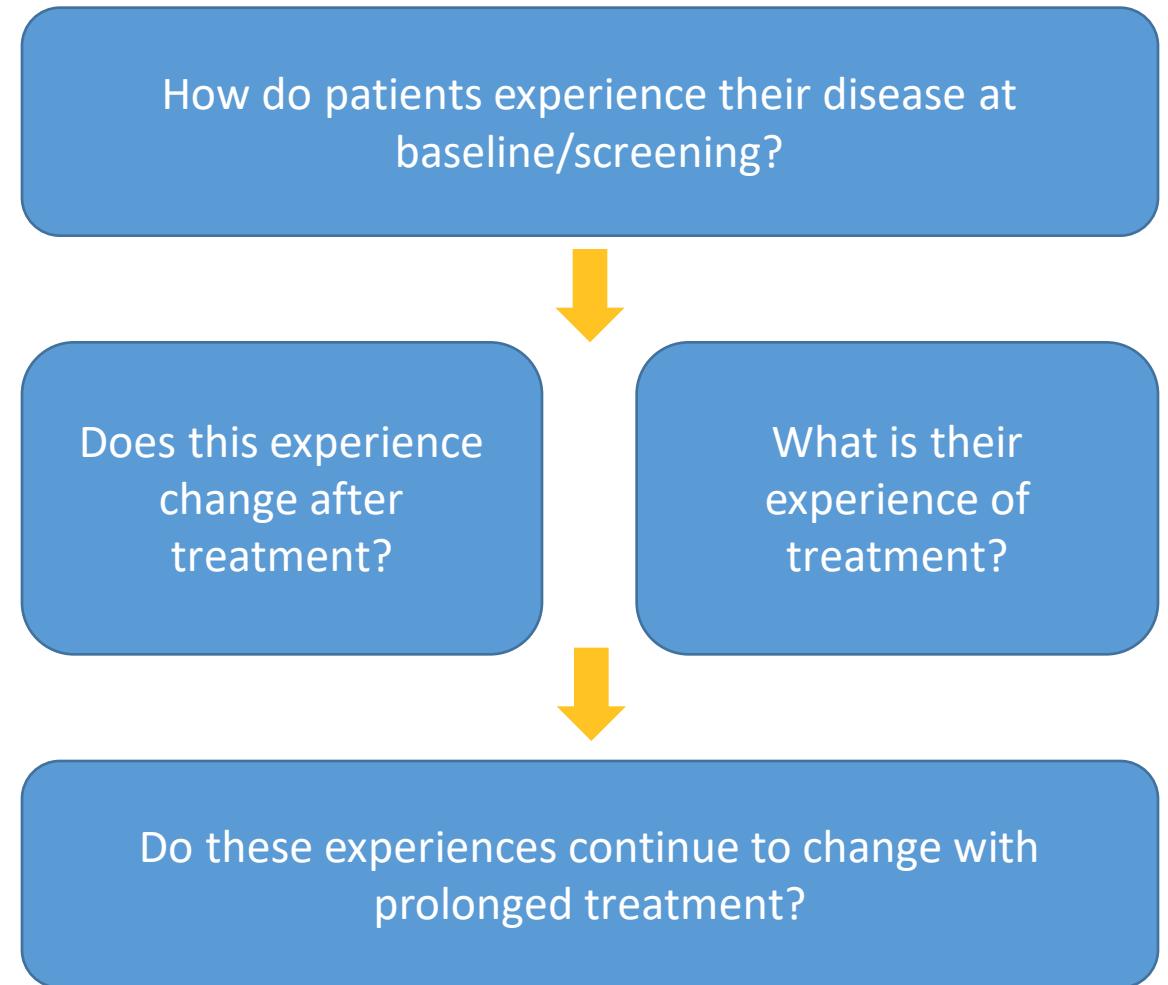 How do patients experience their disease at
baseline/screening?
Does this experience
change after
treatment?
What is their
experience of
treatment?
Do these experiences continue to change with
prolonged treatment?